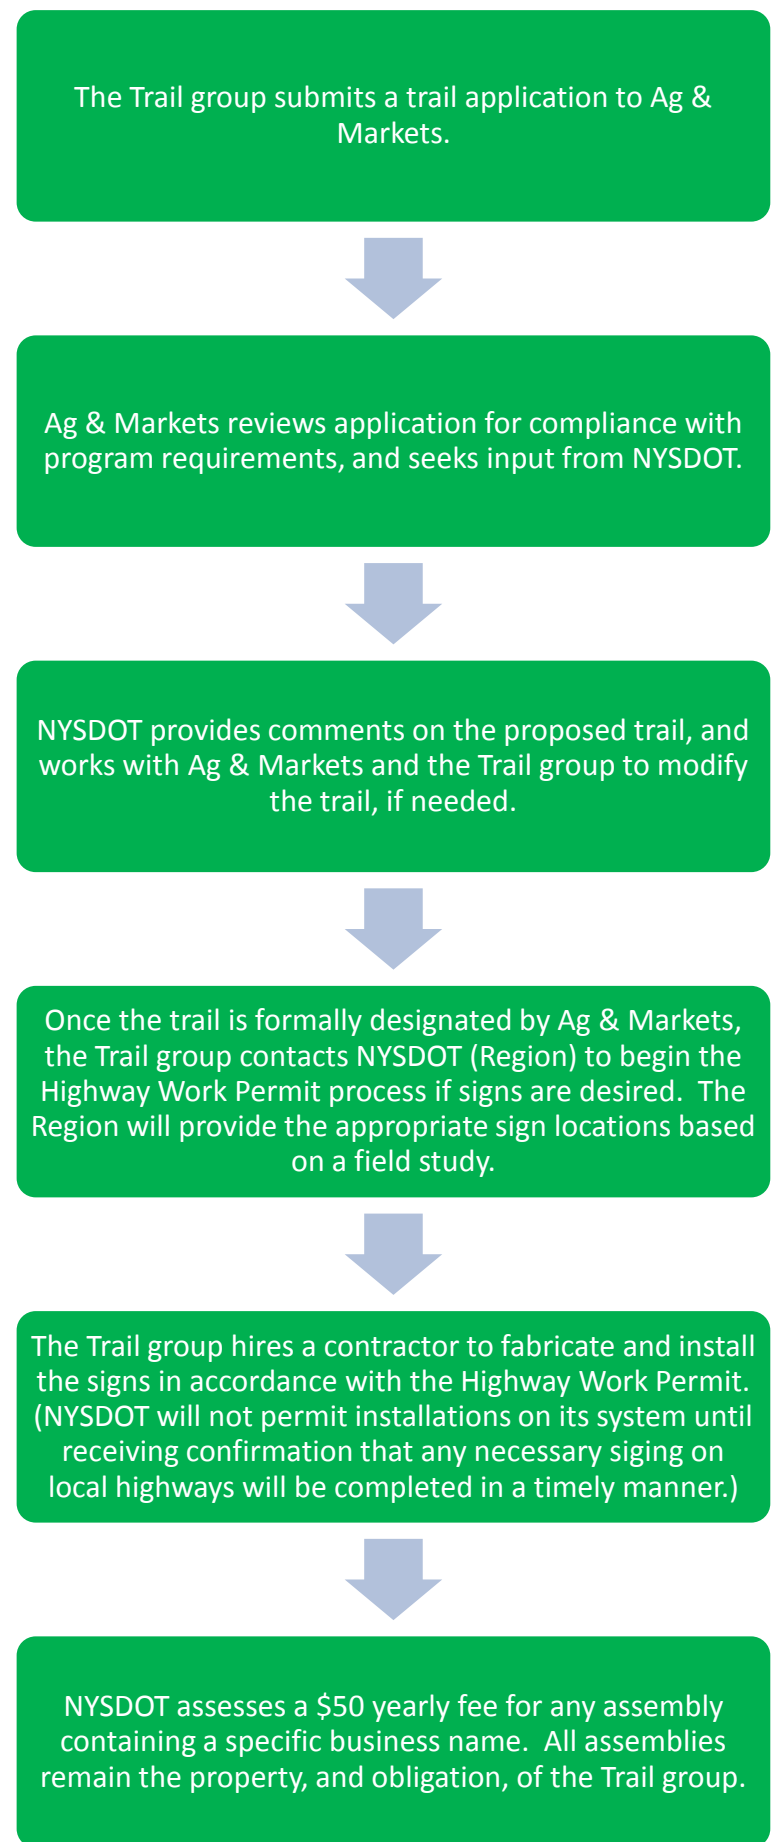 The Trail group submits a trail application to Ag &
Markets.
Ag & Markets reviews application for compliance with
program requirements, and seeks input from NYSDOT.
NYSDOT provides comments on the proposed trail, and
works with Ag & Markets and the Trail group to modify
the trail, if needed.
Once the trail is formally designated by Ag & Markets,
the Trail group contacts NYSDOT (Region) to begin the
Highway Work Permit process if signs are desired.  The
Region will provide the appropriate sign locations based
on a field study.
The Trail group hires a contractor to fabricate and install
the signs in accordance with the Highway Work Permit.
(NYSDOT will not permit installations on its system until
receiving confirmation that any necessary siging on
local highways will be completed in a timely manner.)
NYSDOT assesses a $50 yearly fee for any assembly
containing a specific business name.  All assemblies
remain the property, and obligation, of the Trail group.